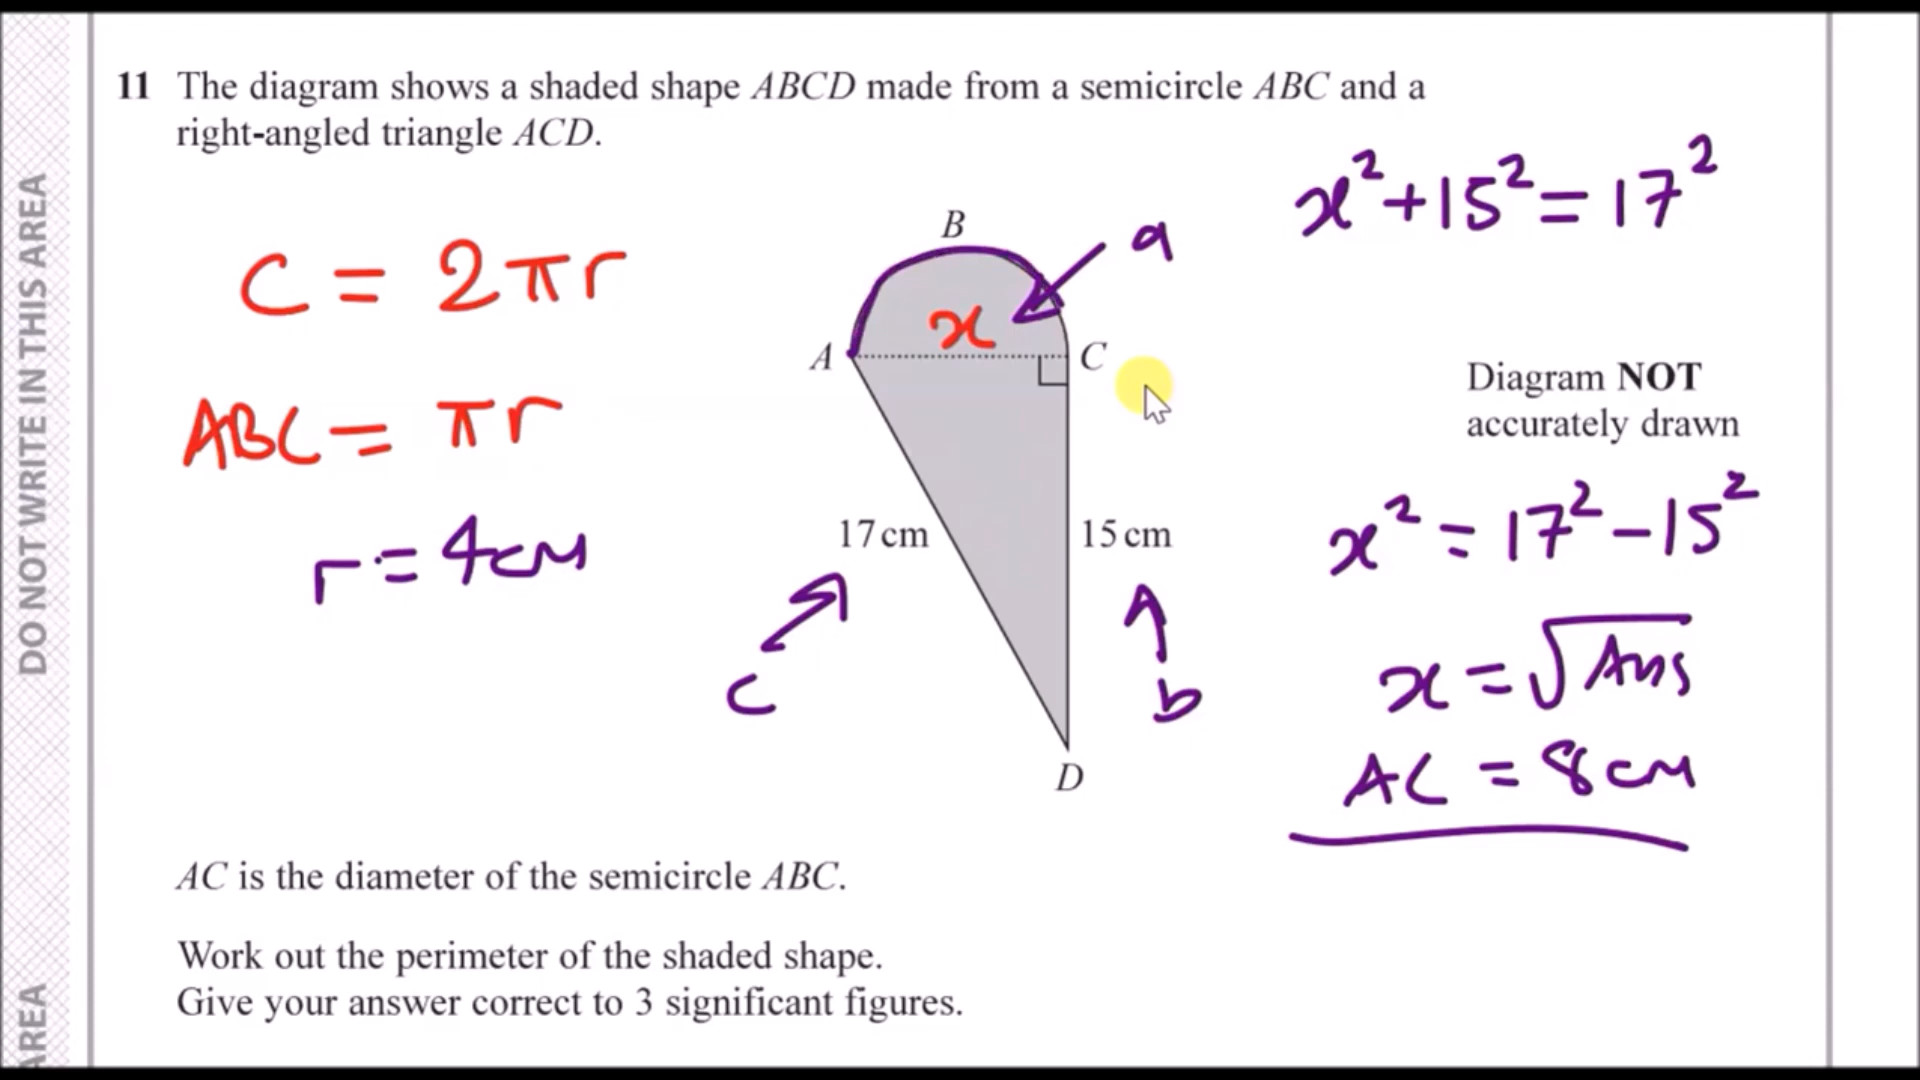 DO NOT WRITE IN THIS AREA
AREA
11 The diagram shows a shaded shape ABCD made from a semicircle ABC and a
right-angled triangle ACD.
x² + 15² = 17²
C = 2πr
B
a
x
A
C
Diagram NOT
accurately drawn
ABC = πr
x² = 17² − 15²
r = 4cm
17 cm
15 cm
x = √Ans
c
b
AC = 8cm
D
AC is the diameter of the semicircle ABC.
Work out the perimeter of the shaded shape.
Give your answer correct to 3 significant figures.